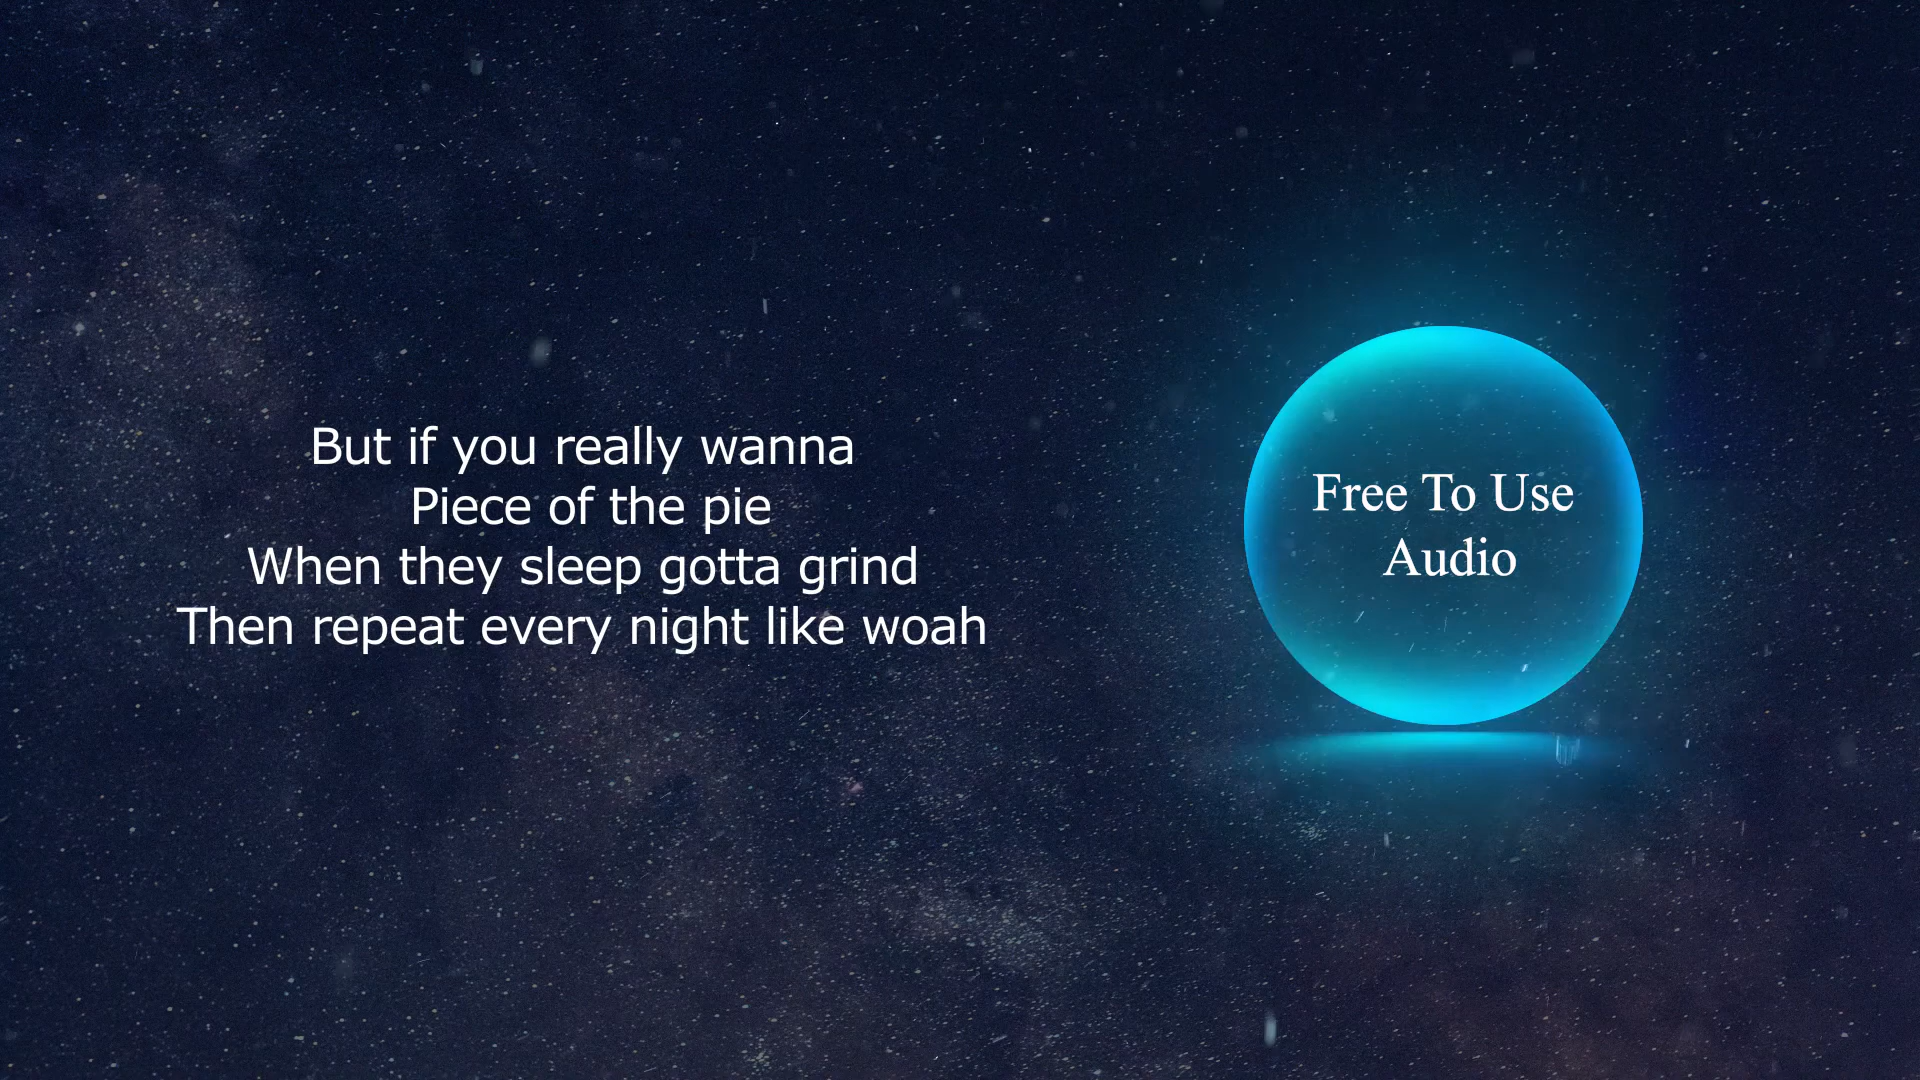 But if you really wanna
Piece of the pie
When they sleep gotta grind
Then repeat every night like woah
Free To Use
Audio